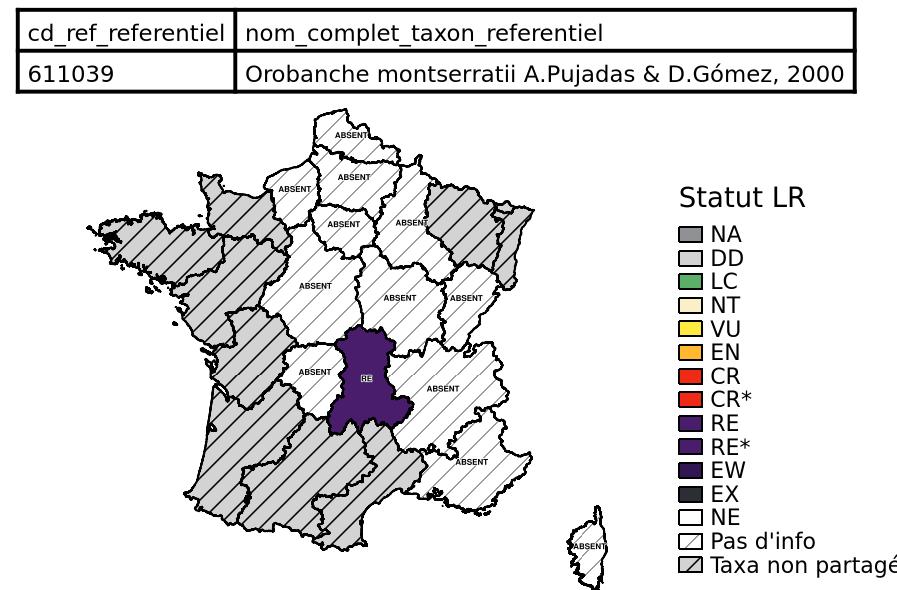 cd_ref_referentiel nom_complet_taxon_referentiel
611039 Orobanche montserratii A.Pujadas & D.Gómez, 2000
ABSENT
ABSENT
ABSENT
ABSENT
ABSENT
ABSENT
ABSENT
ABSENT
ABSENT
RE
ABSENT
ABSENT
ABSENT
Statut LR
NA
DD
LC
NT
VU
EN
CR
CR*
RE
RE*
EW
EX
NE
Pas d'info
Taxa non partagé